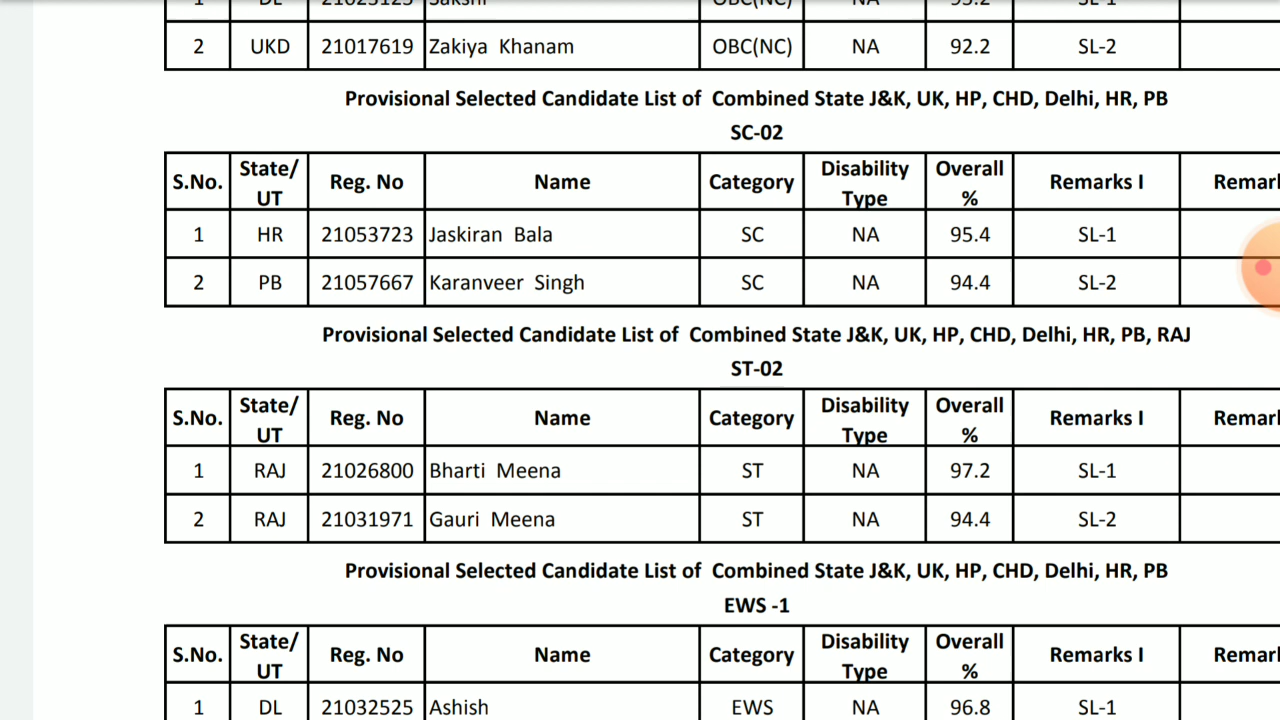 2 UKD 21017619 Zakiya Khanam OBC(NC) NA 92.2 SL-2
Provisional Selected Candidate List of Combined State J&K, UK, HP, CHD, Delhi, HR, PB
SC-02
S.No. State/ UT Reg. No Name Category Disability Type Overall % Remarks I
1 HR 21053723 Jaskiran Bala SC NA 95.4 SL-1
2 PB 21057667 Karanveer Singh SC NA 94.4 SL-2
Provisional Selected Candidate List of Combined State J&K, UK, HP, CHD, Delhi, HR, PB, RAJ
ST-02
S.No. State/ UT Reg. No Name Category Disability Type Overall % Remarks I
1 RAJ 21026800 Bharti Meena ST NA 97.2 SL-1
2 RAJ 21031971 Gauri Meena ST NA 94.4 SL-2
Provisional Selected Candidate List of Combined State J&K, UK, HP, CHD, Delhi, HR, PB
EWS -1
S.No. State/ UT Reg. No Name Category Disability Type Overall % Remarks I
1 DL 21032525 Ashish EWS NA 96.8 SL-1